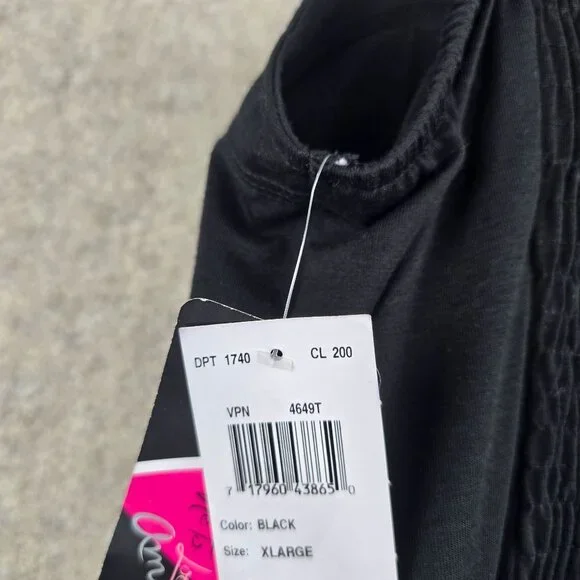 DPT 1740 CL 200
VPN 4649T
7 17960 43865 0
Color: BLACK
Size: XLARGE